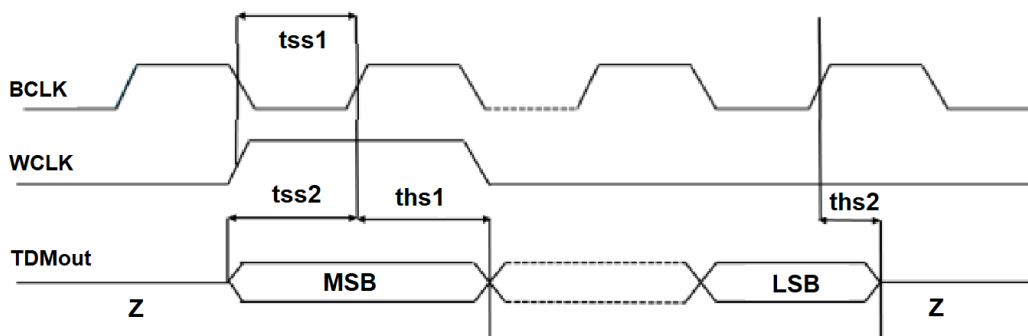 tss1
BCLK
WCLK
tss2
ths1
ths2
TDMout
MSB
LSB
Z
Z